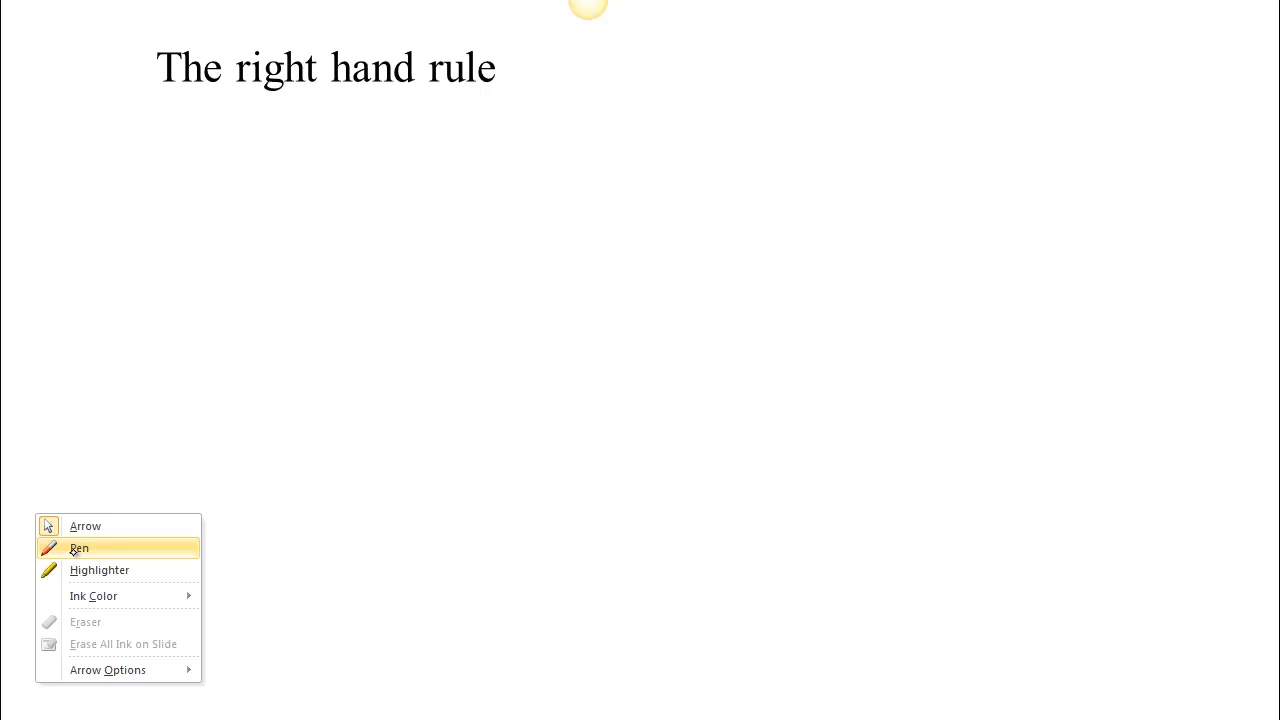 The right hand rule
Arrow
Pen
Highlighter
Ink Color
Eraser
Erase All Ink on Slide
Arrow Options